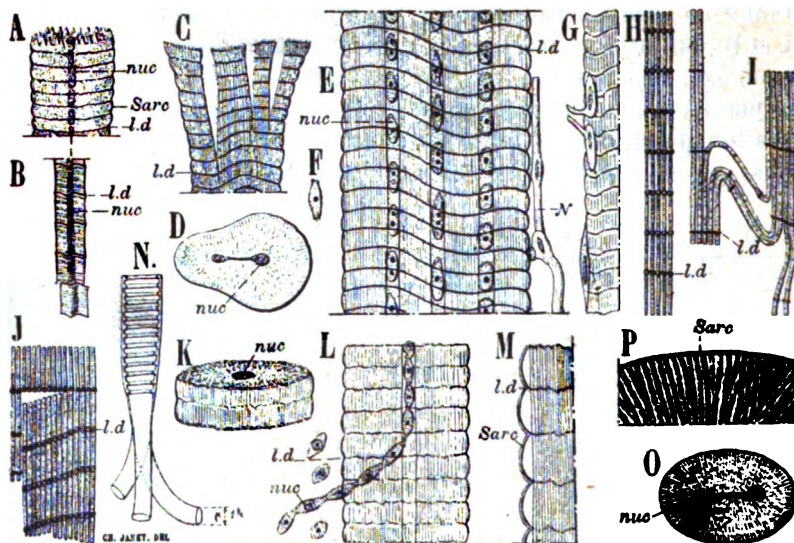 A
nuc
Sarc
l.d
B
l.d
nuc
C
l.d
D
nuc
E
l.d
nuc
F
N
G
H
l.d
I
l.d
J
l.d
N.
CH. JANET. DEL
K
nuc
L
l.d
nuc
M
l.d
Sarc
P
Sarc
O
nuc